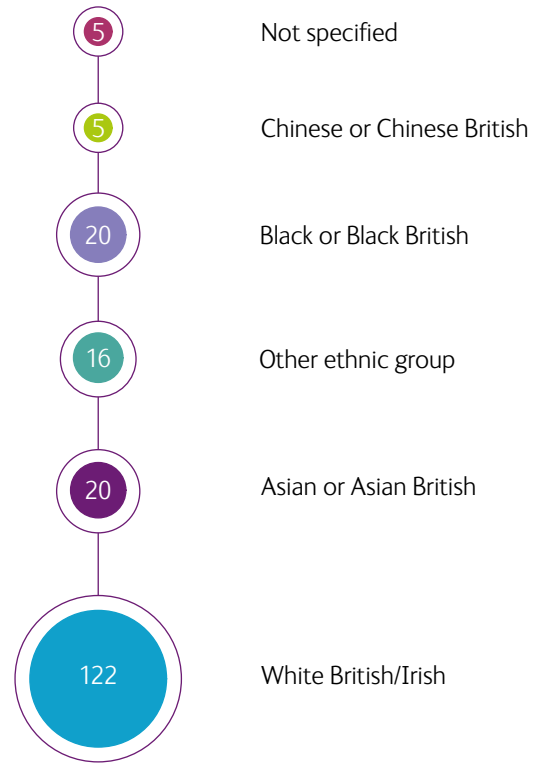 5 Not specified
5 Chinese or Chinese British
20 Black or Black British
16 Other ethnic group
20 Asian or Asian British
122 White British/Irish